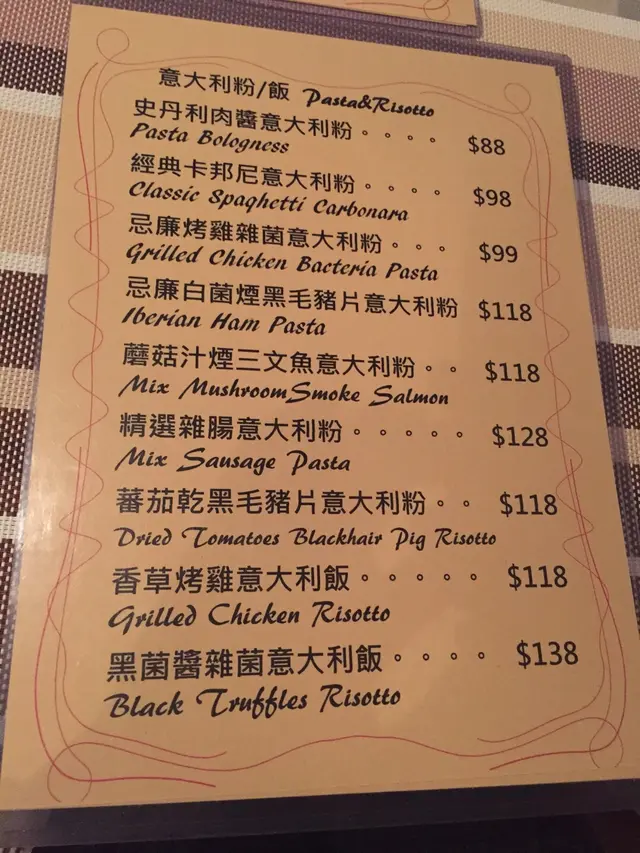 意大利粉/飯 Pasta&Risotto
史丹利肉醬意大利粉。。。。 $88
Pasta Bologness
經典卡邦尼意大利粉。。。。 $98
Classic Spaghetti Carbonara
忌廉烤雞雜菌意大利粉。。。 $99
Grilled Chicken Bacteria Pasta
忌廉白菌煙黑毛豬片意大利粉 $118
Iberian Ham Pasta
蘑菇汁煙三文魚意大利粉。。 $118
Mix MushroomSmoke Salmon
精選雜腸意大利粉。。。。。 $128
Mix Sausage Pasta
蕃茄乾黑毛豬片意大利粉。。 $118
Dried Tomatoes Blackhair Pig Risotto
香草烤雞意大利飯。。。。。 $118
Grilled Chicken Risotto
黑菌醬雜菌意大利飯。。。。 $138
Black Truffles Risotto